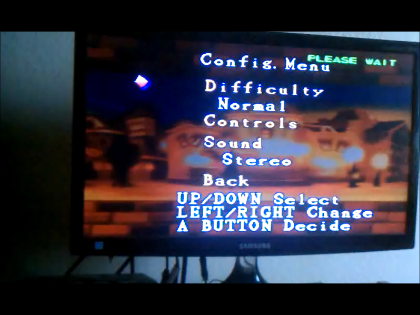 PLEASE WAIT
Config. Menu
Difficulty
Normal
Controls
Sound
Stereo
Back
UP/DOWN Select
LEFT/RIGHT Change
A BUTTON Decide
SAMSUNG